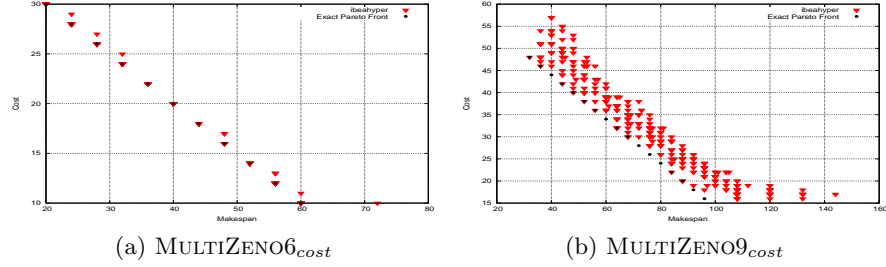 ibeahyper
Exact Pareto Front
30
25
20
15
10
Cost
20 30 40 50 60 70 80
Makespan
(a) MULTIZENO6cost
ibeahyper
Exact Pareto Front
60
55
50
45
40
35
30
25
20
15
Cost
40 60 80 100 120 140 160
Makespan
(b) MULTIZENO9cost